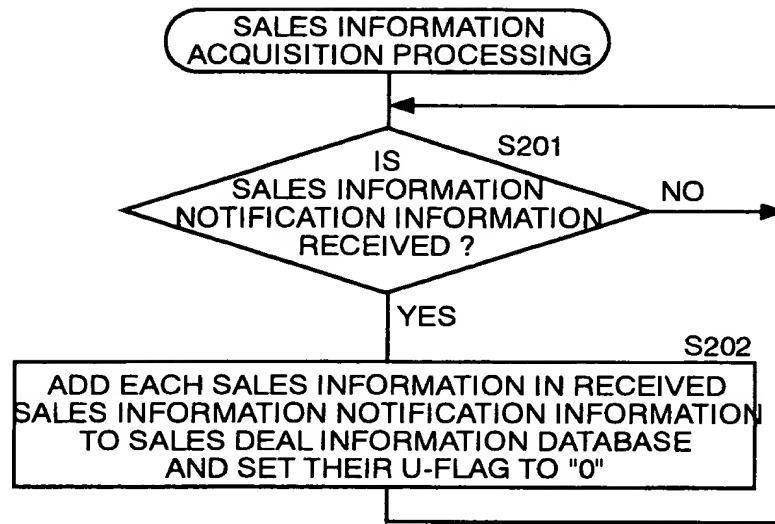 SALES INFORMATION
ACQUISITION PROCESSING
S201
IS
SALES INFORMATION
NOTIFICATION INFORMATION
RECEIVED ?
NO
YES
S202
ADD EACH SALES INFORMATION IN RECEIVED
SALES INFORMATION NOTIFICATION INFORMATION
TO SALES DEAL INFORMATION DATABASE
AND SET THEIR U-FLAG TO "0"